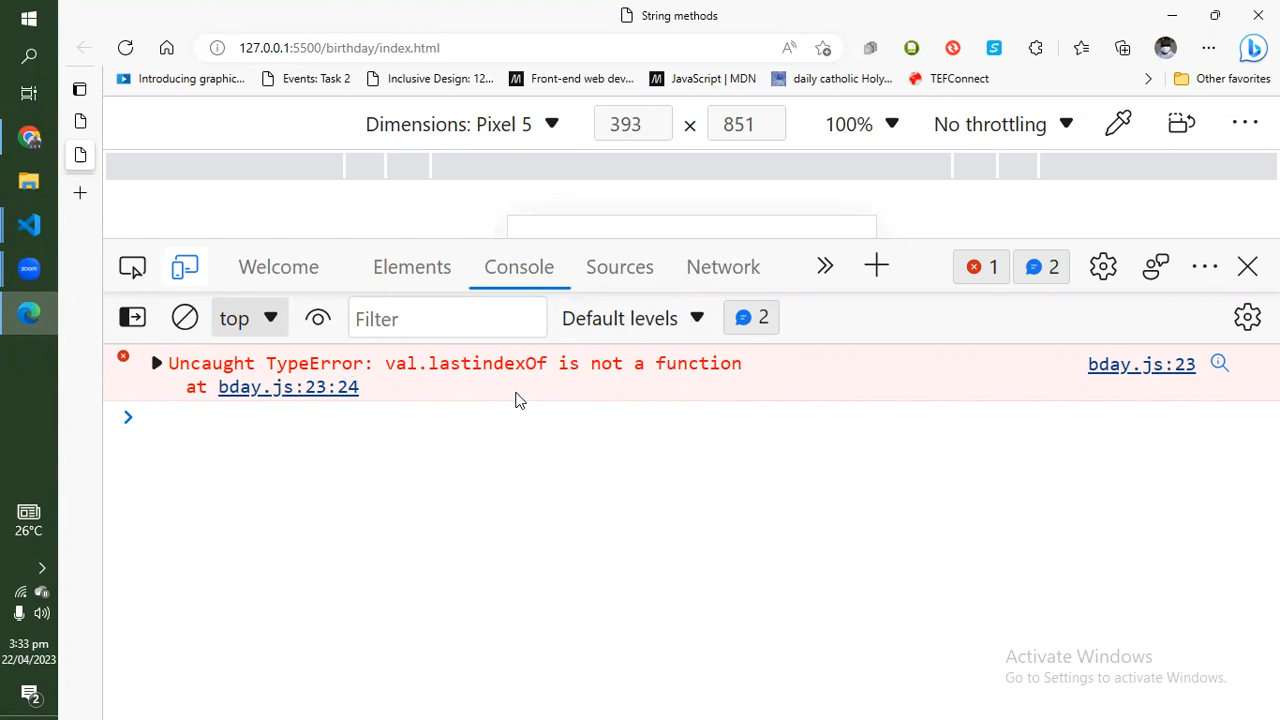 String methods
127.0.0.1:5500/birthday/index.html
Introducing graphic...
Events: Task 2
Inclusive Design: 12...
Front-end web dev...
JavaScript | MDN
daily catholic Holy...
TEFConnect
Other favorites
Dimensions: Pixel 5
393 × 851
100%
No throttling
Welcome
Elements
Console
Sources
Network
1
2
top
Filter
Default levels
2
Uncaught TypeError: val.lastindexOf is not a function
bday.js:23
at bday.js:23:24
zoom
26°C
3:33 pm
22/04/2023
2
Activate Windows
Go to Settings to activate Windows.